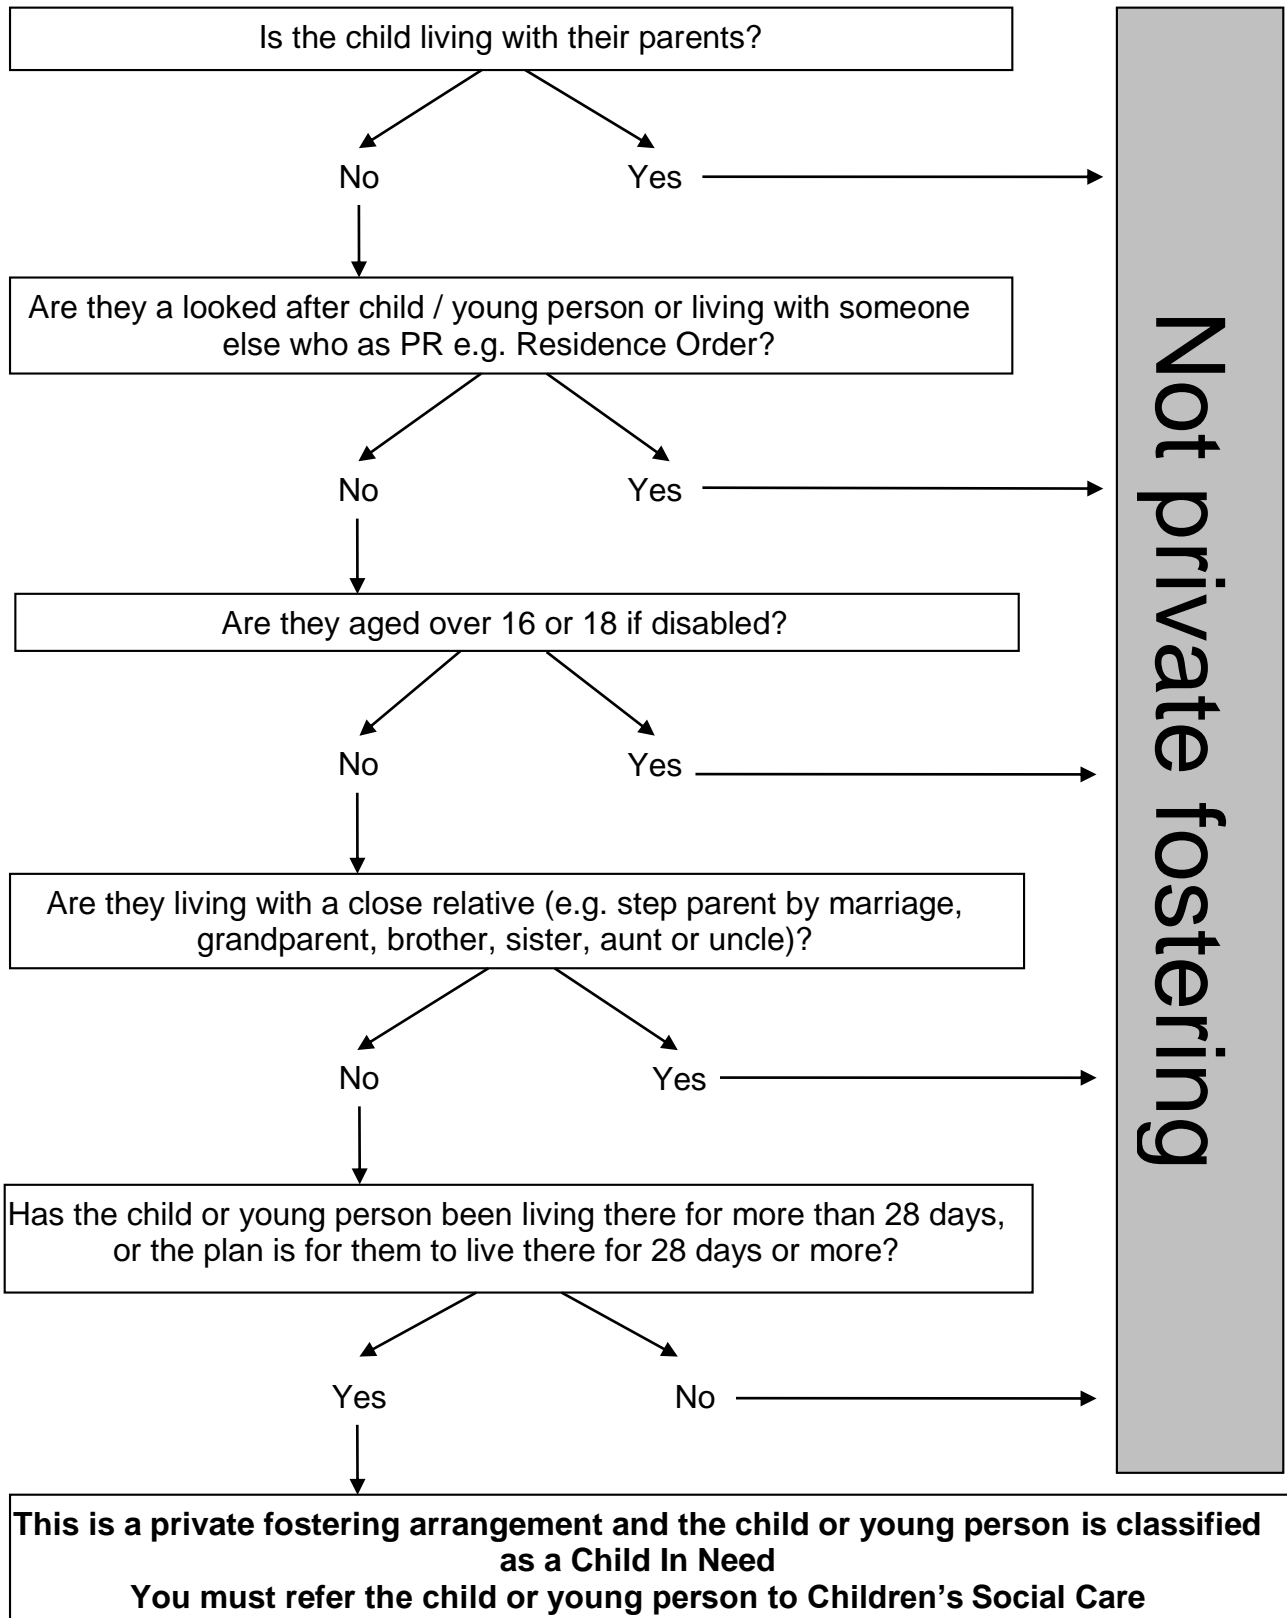 Is the child living with their parents?
No
Yes
Are they a looked after child / young person or living with someone
else who as PR e.g. Residence Order?
No
Yes
Are they aged over 16 or 18 if disabled?
No
Yes
Are they living with a close relative (e.g. step parent by marriage,
grandparent, brother, sister, aunt or uncle)?
No
Yes
Has the child or young person been living there for more than 28 days,
or the plan is for them to live there for 28 days or more?
Yes
No
This is a private fostering arrangement and the child or young person is classified
as a Child In Need
You must refer the child or young person to Children’s Social Care
Not private fostering